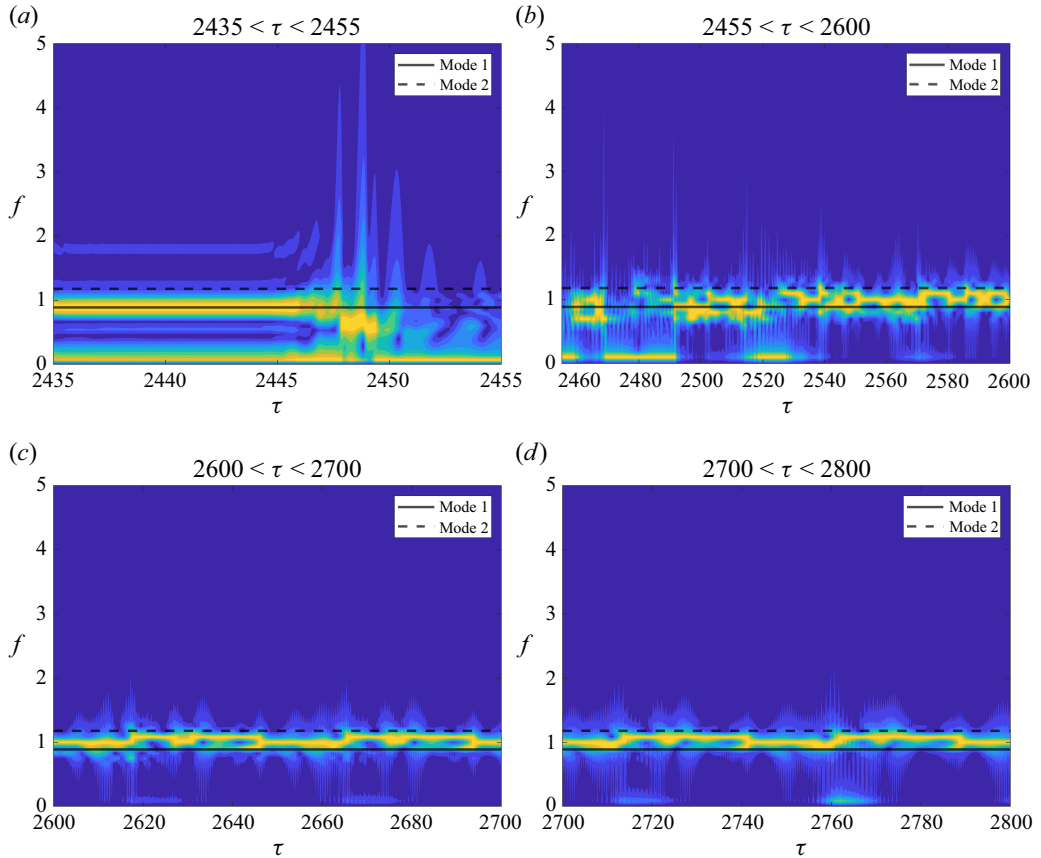 (a)
2435 < τ < 2455
5
4
3
2
1
0
f
Mode 1
Mode 2
2435 2440 2445 2450 2455
τ
(b)
2455 < τ < 2600
5
4
3
2
1
0
f
Mode 1
Mode 2
2460 2480 2500 2520 2540 2560 2580 2600
τ
(c)
2600 < τ < 2700
5
4
3
2
1
0
f
Mode 1
Mode 2
2600 2620 2640 2660 2680 2700
τ
(d)
2700 < τ < 2800
5
4
3
2
1
0
f
Mode 1
Mode 2
2700 2720 2740 2760 2780 2800
τ